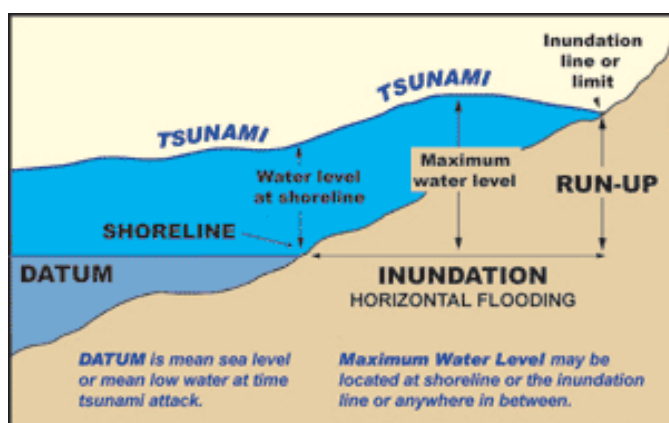 Inundation
line or
limit
TSUNAMI
TSUNAMI
Water level
at shoreline
Maximum
water level
RUN-UP
SHORELINE
DATUM
INUNDATION
HORIZONTAL FLOODING
DATUM is mean sea level
or mean low water at time
tsunami attack.
Maximum Water Level may be
located at shoreline or the inundation
line or anywhere in between.